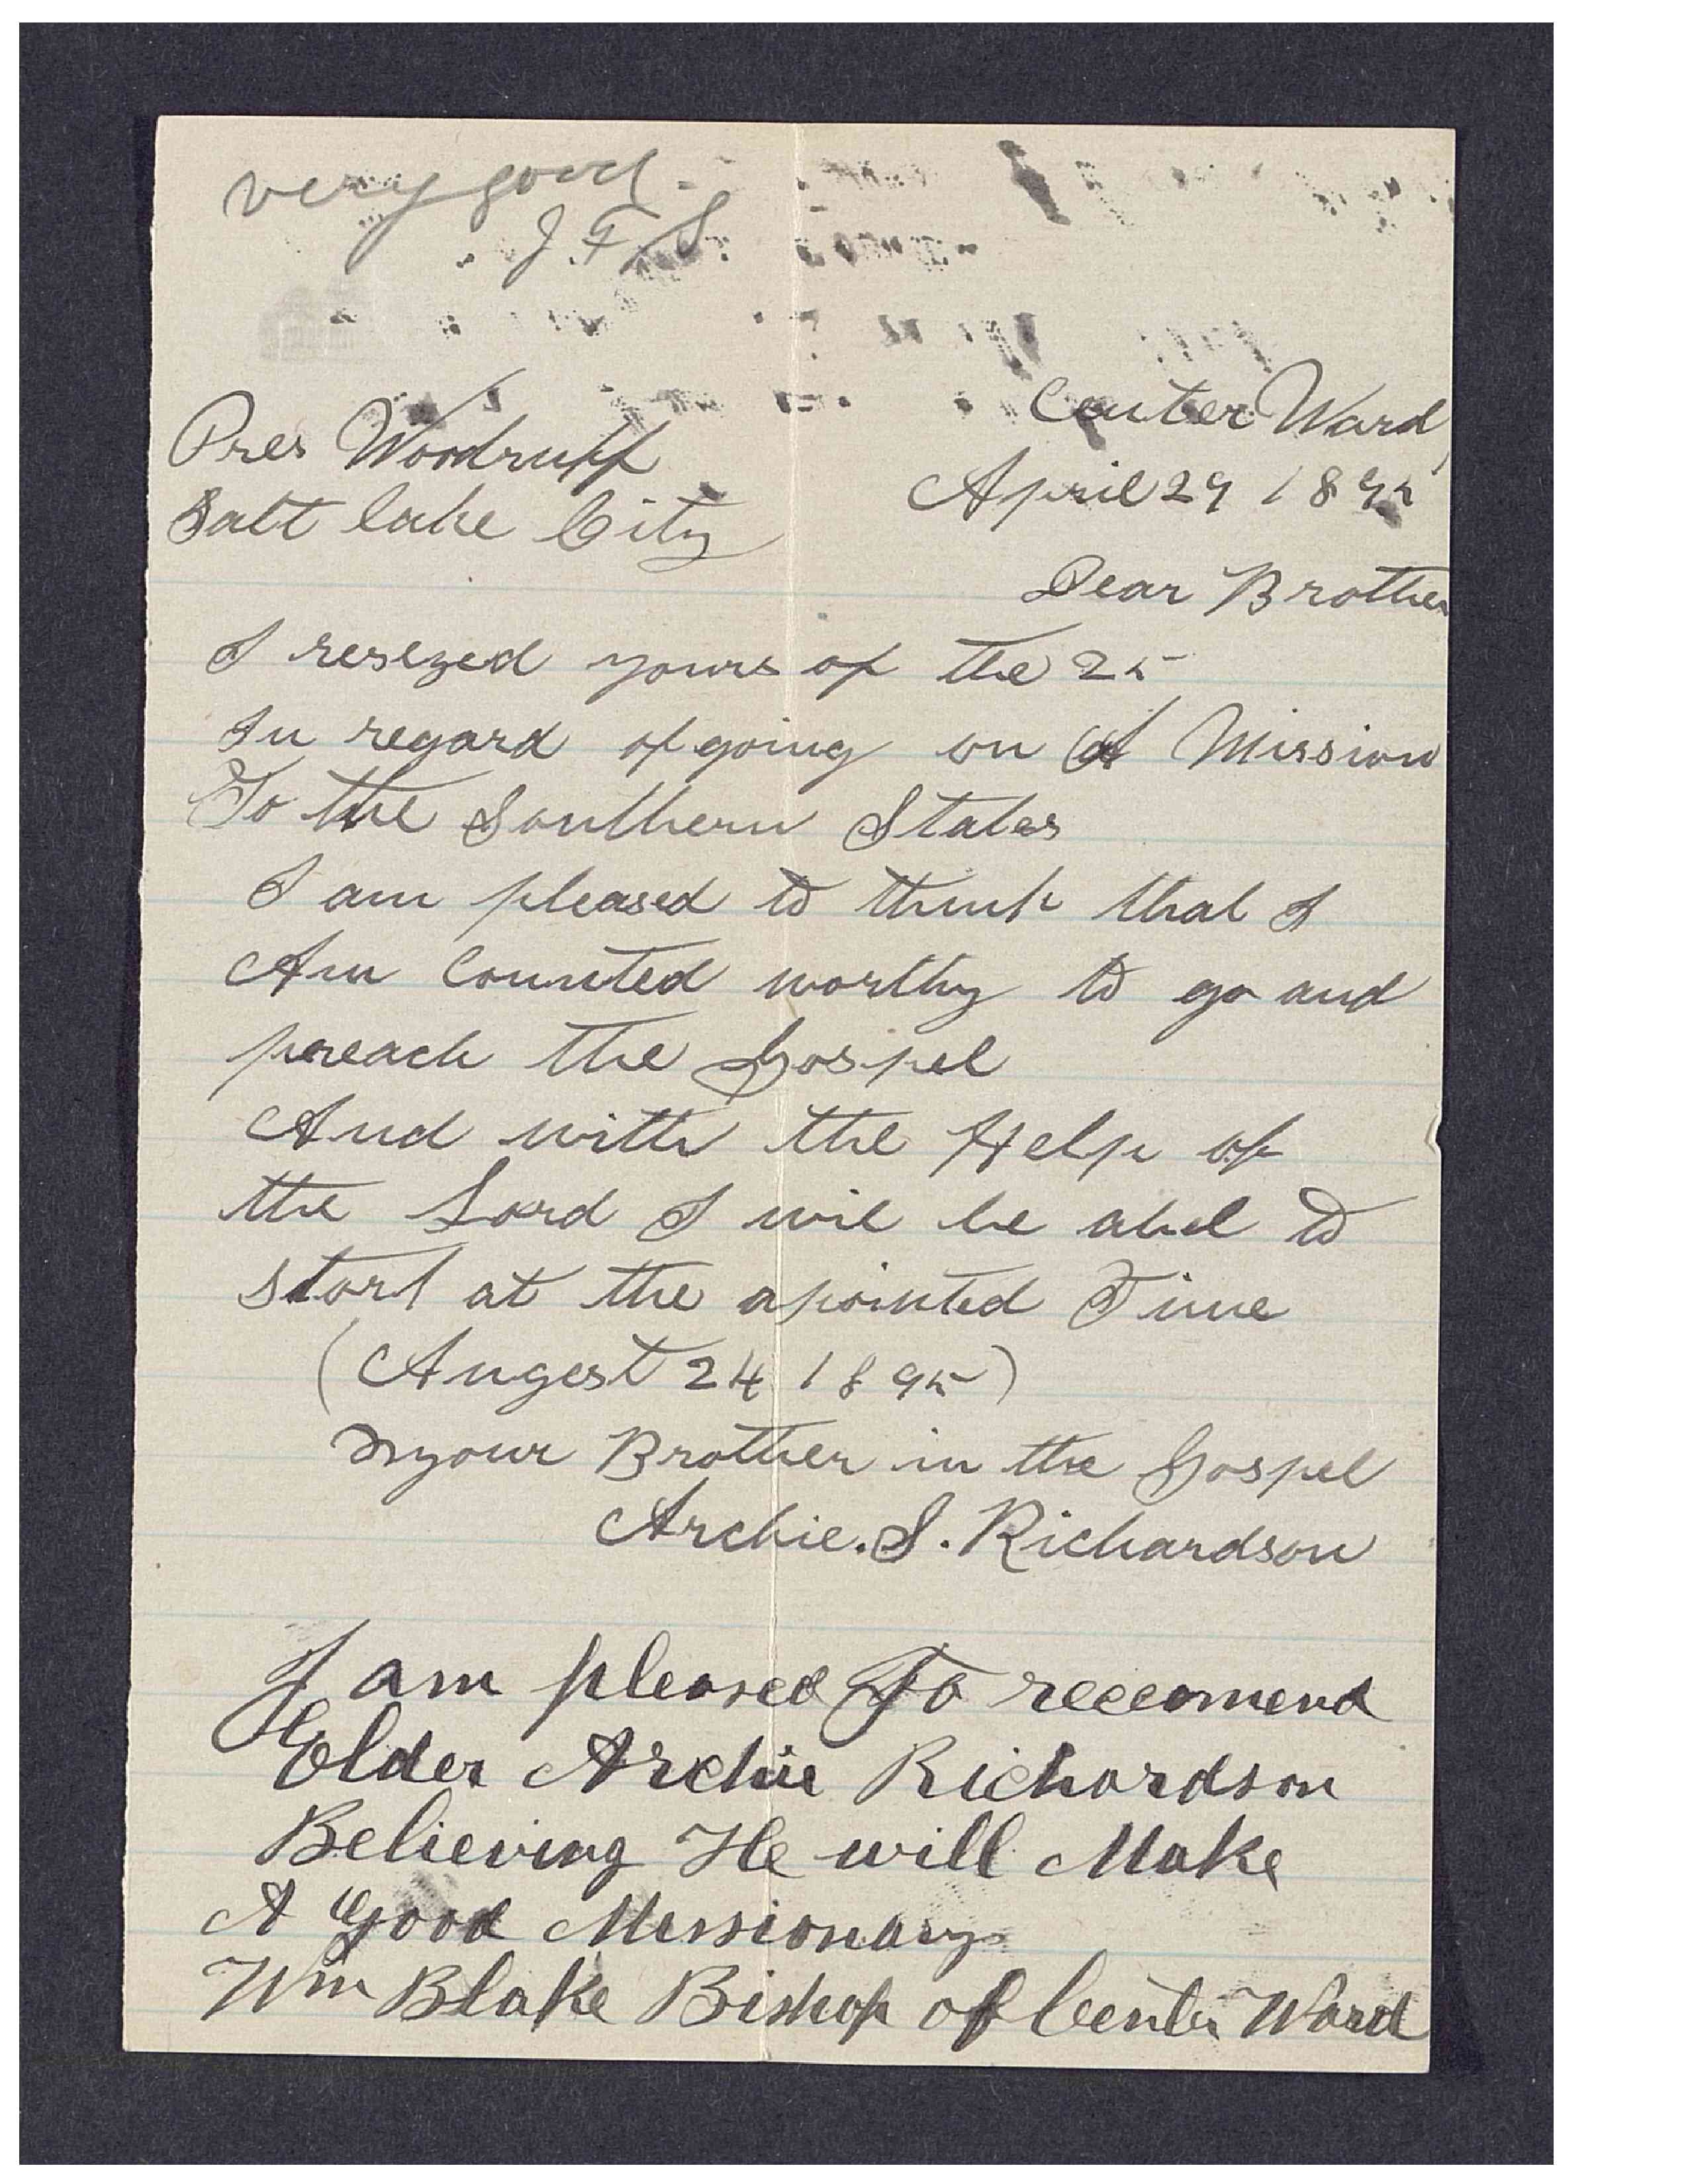 very good
J F S
Center Ward
Pres Woodruff
April 29 1895
Salt lake City
Dear Brother
I resezed yours of the 25
In regard of going on A Mission
To the Southern States
I am pleased to think that I
Am Counted worthy to go and
preach the Gospel
And with the Help of
the Lord I wil be abel to
start at the apointed Time
(Augest 24 1895)
your Brother in the Gospel
Archie. S. Richardson
I am pleased To reccomend
Elder Archie Richardson
Believing He will Make
A Good Missionary
Wm Blake Bishop of Center Ward